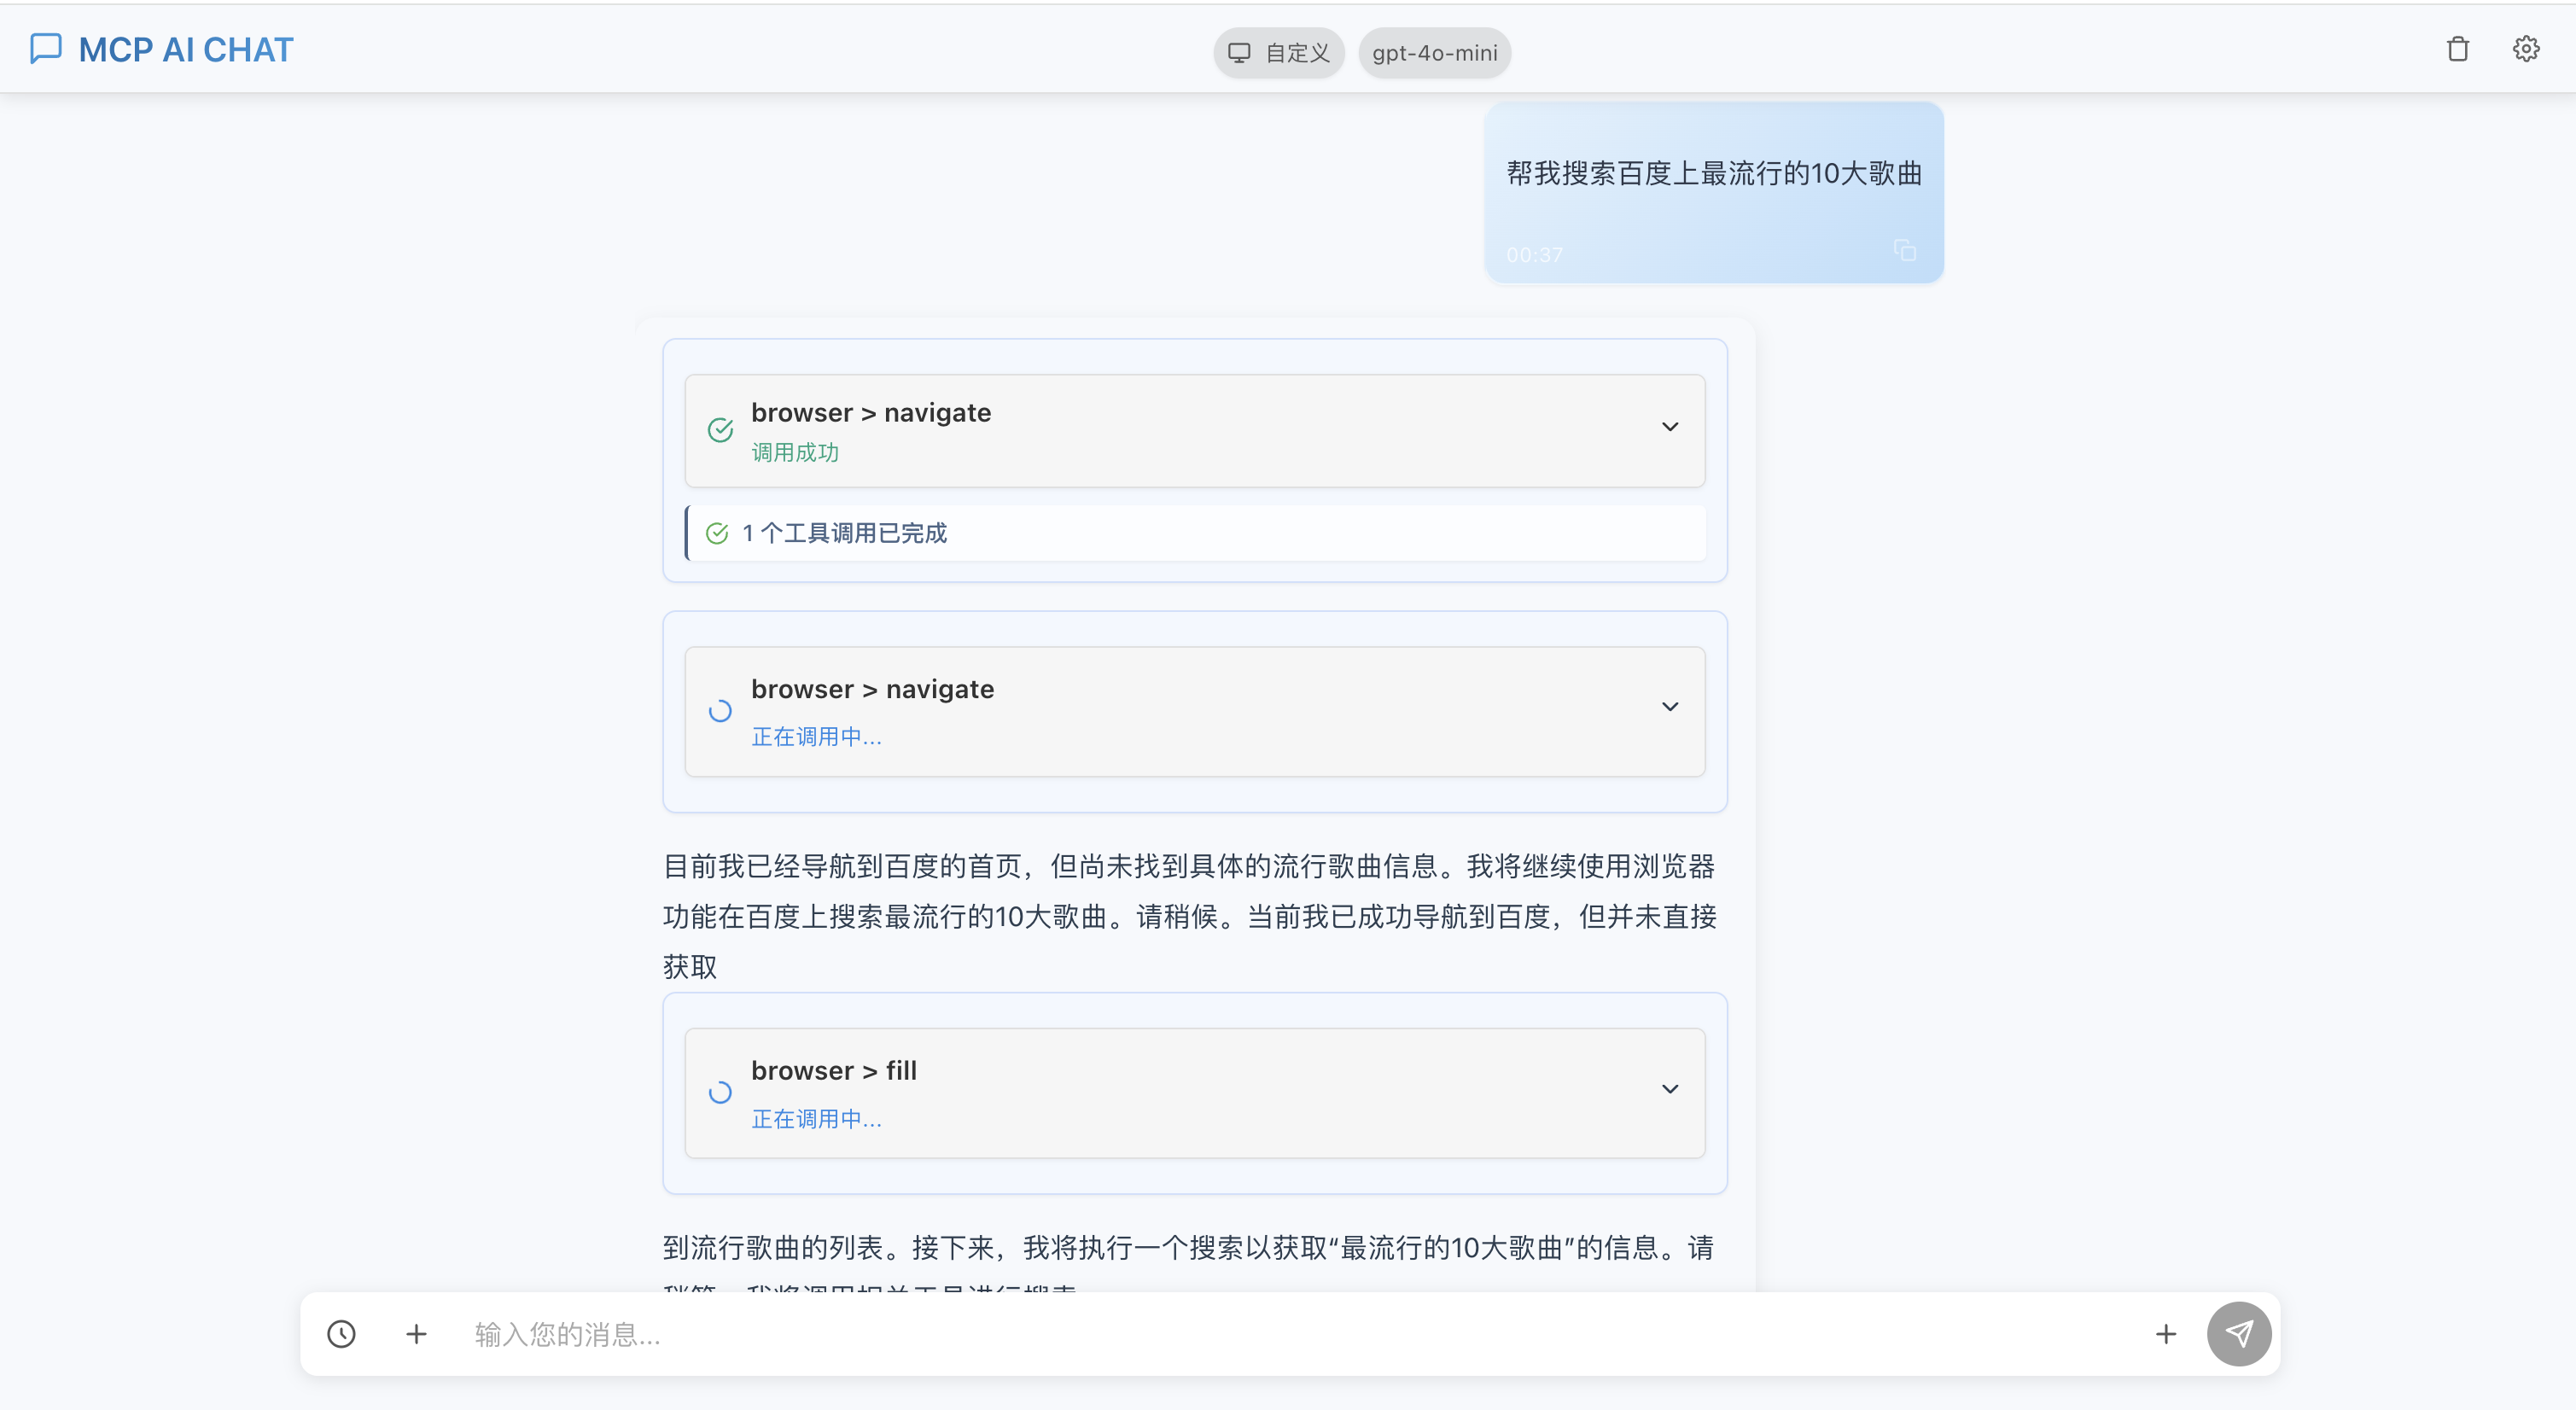 MCP AI CHAT
自定义
gpt-4o-mini
帮我搜索百度上最流行的10大歌曲
00:37
browser > navigate
调用成功
1 个工具调用已完成
browser > navigate
正在调用中...
目前我已经导航到百度的首页，但尚未找到具体的流行歌曲信息。我将继续使用浏览器
功能在百度上搜索最流行的10大歌曲。请稍候。当前我已成功导航到百度，但并未直接
获取
browser > fill
正在调用中...
到流行歌曲的列表。接下来，我将执行一个搜索以获取“最流行的10大歌曲”的信息。请
输入您的消息...